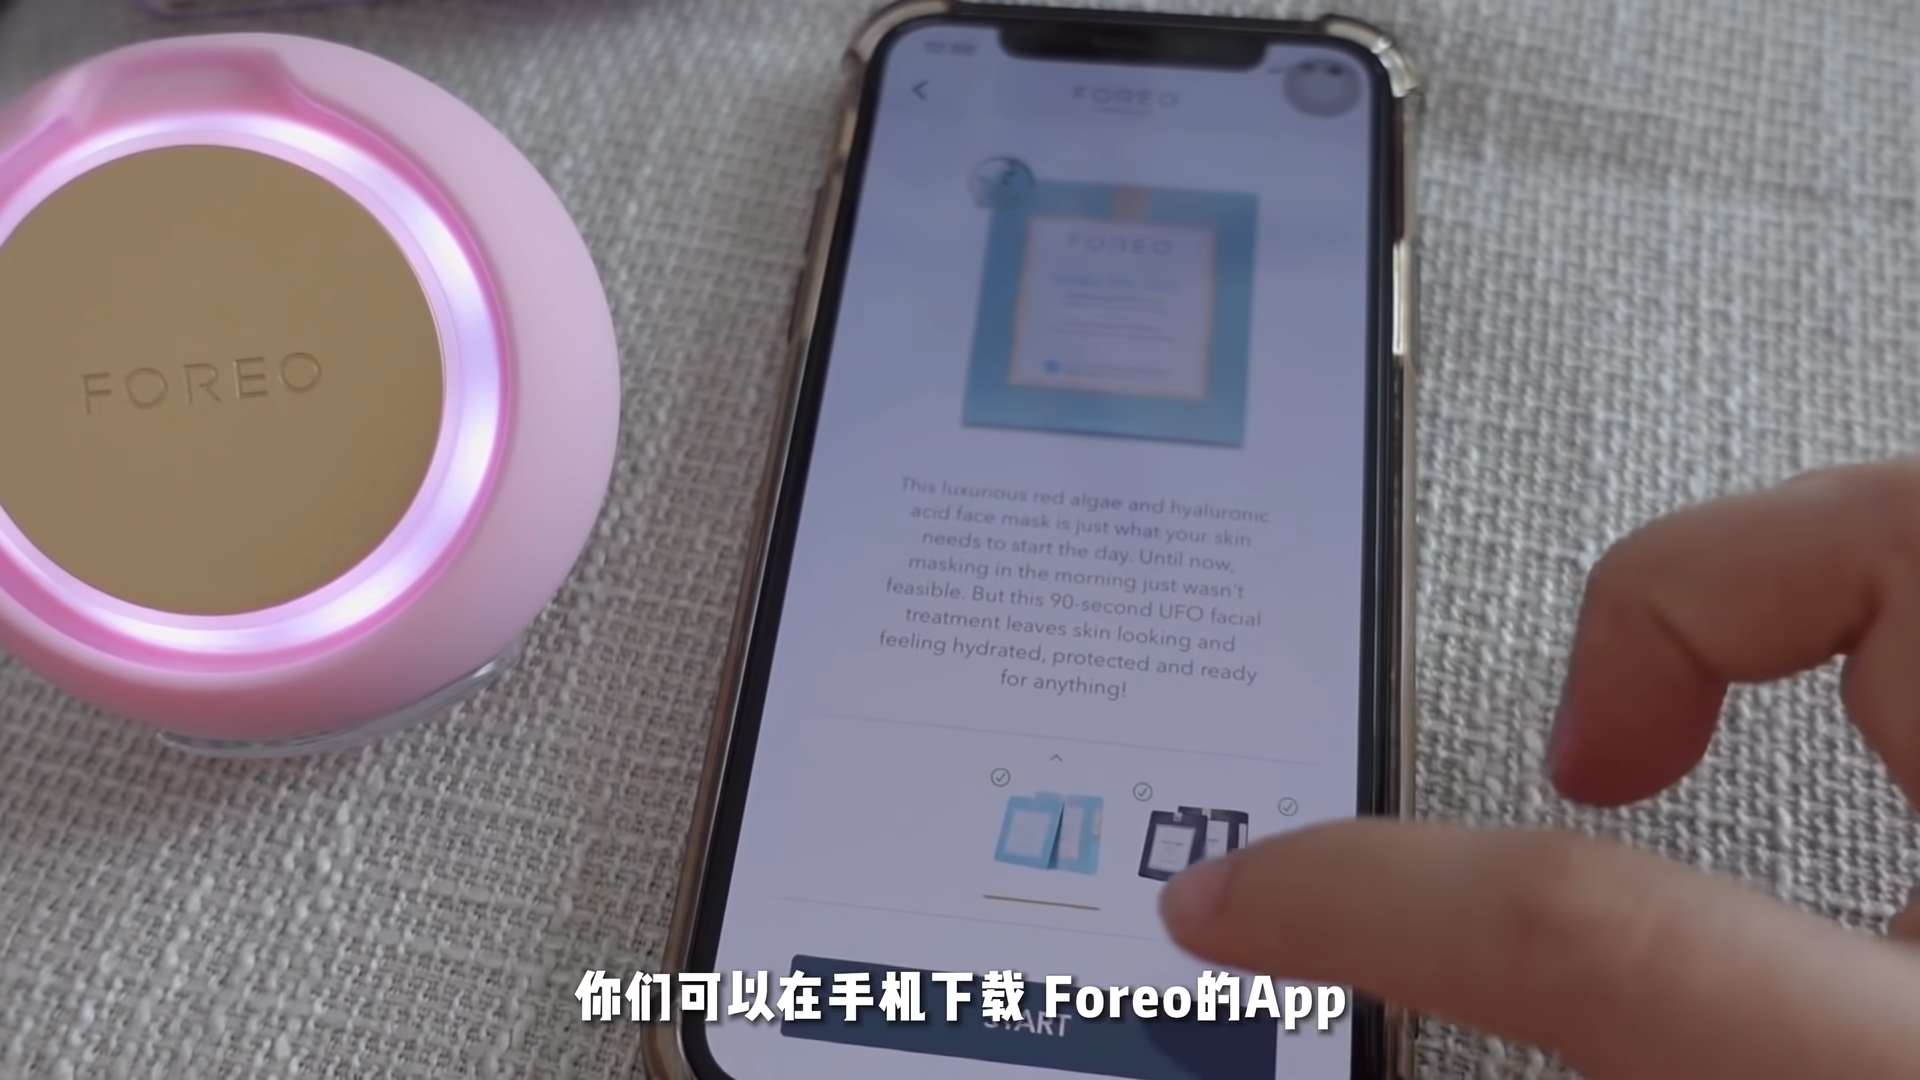 FOREO
FOREO
FOREO
This luxurious red algae and hyaluronic
acid face mask is just what your skin
needs to start the day. Until now,
masking in the morning just wasn't
feasible. But this 90-second UFO facial
treatment leaves skin looking and
feeling hydrated, protected and ready
for anything!
START
你们可以在手机下载 Foreo的App